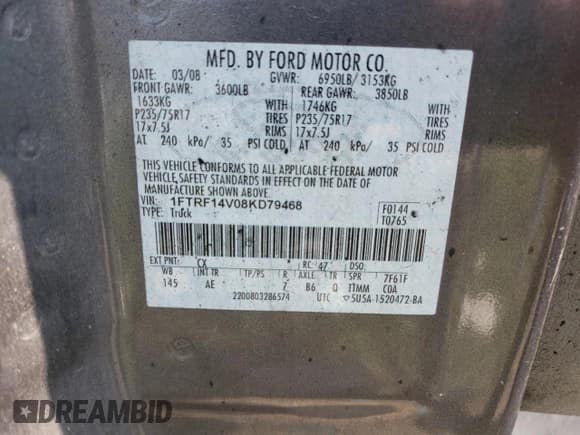 MFD. BY FORD MOTOR CO.
DATE: 03/08 GVWR: 6950LB/ 3153KG
FRONT GAWR: 3600LB REAR GAWR: 3850LB
1633KG WITH 1746KG WITH
P235/75R17 TIRES P235/75R17 TIRES
17x7.5J RIMS 17x7.5J RIMS
AT 240 kPa/ 35 PSI COLD AT 240 kPa/ 35 PSI COLD
THIS VEHICLE CONFORMS TO ALL APPLICABLE FEDERAL MOTOR
VEHICLE SAFETY STANDARDS IN EFFECT ON THE DATE OF
MANUFACTURE SHOWN ABOVE.
VIN: 1FTRF14V08KD79468 F0144
TYPE: Truck T0765
EXT PNT: CX RC: 47 DSO:
WB INT TR TP/PS R AXLE TR SPR 7F61F
145 AE 7 B6 Q TTMM COA
2200803286574 UTC 5U5A-1520472-BA
DREAMBID